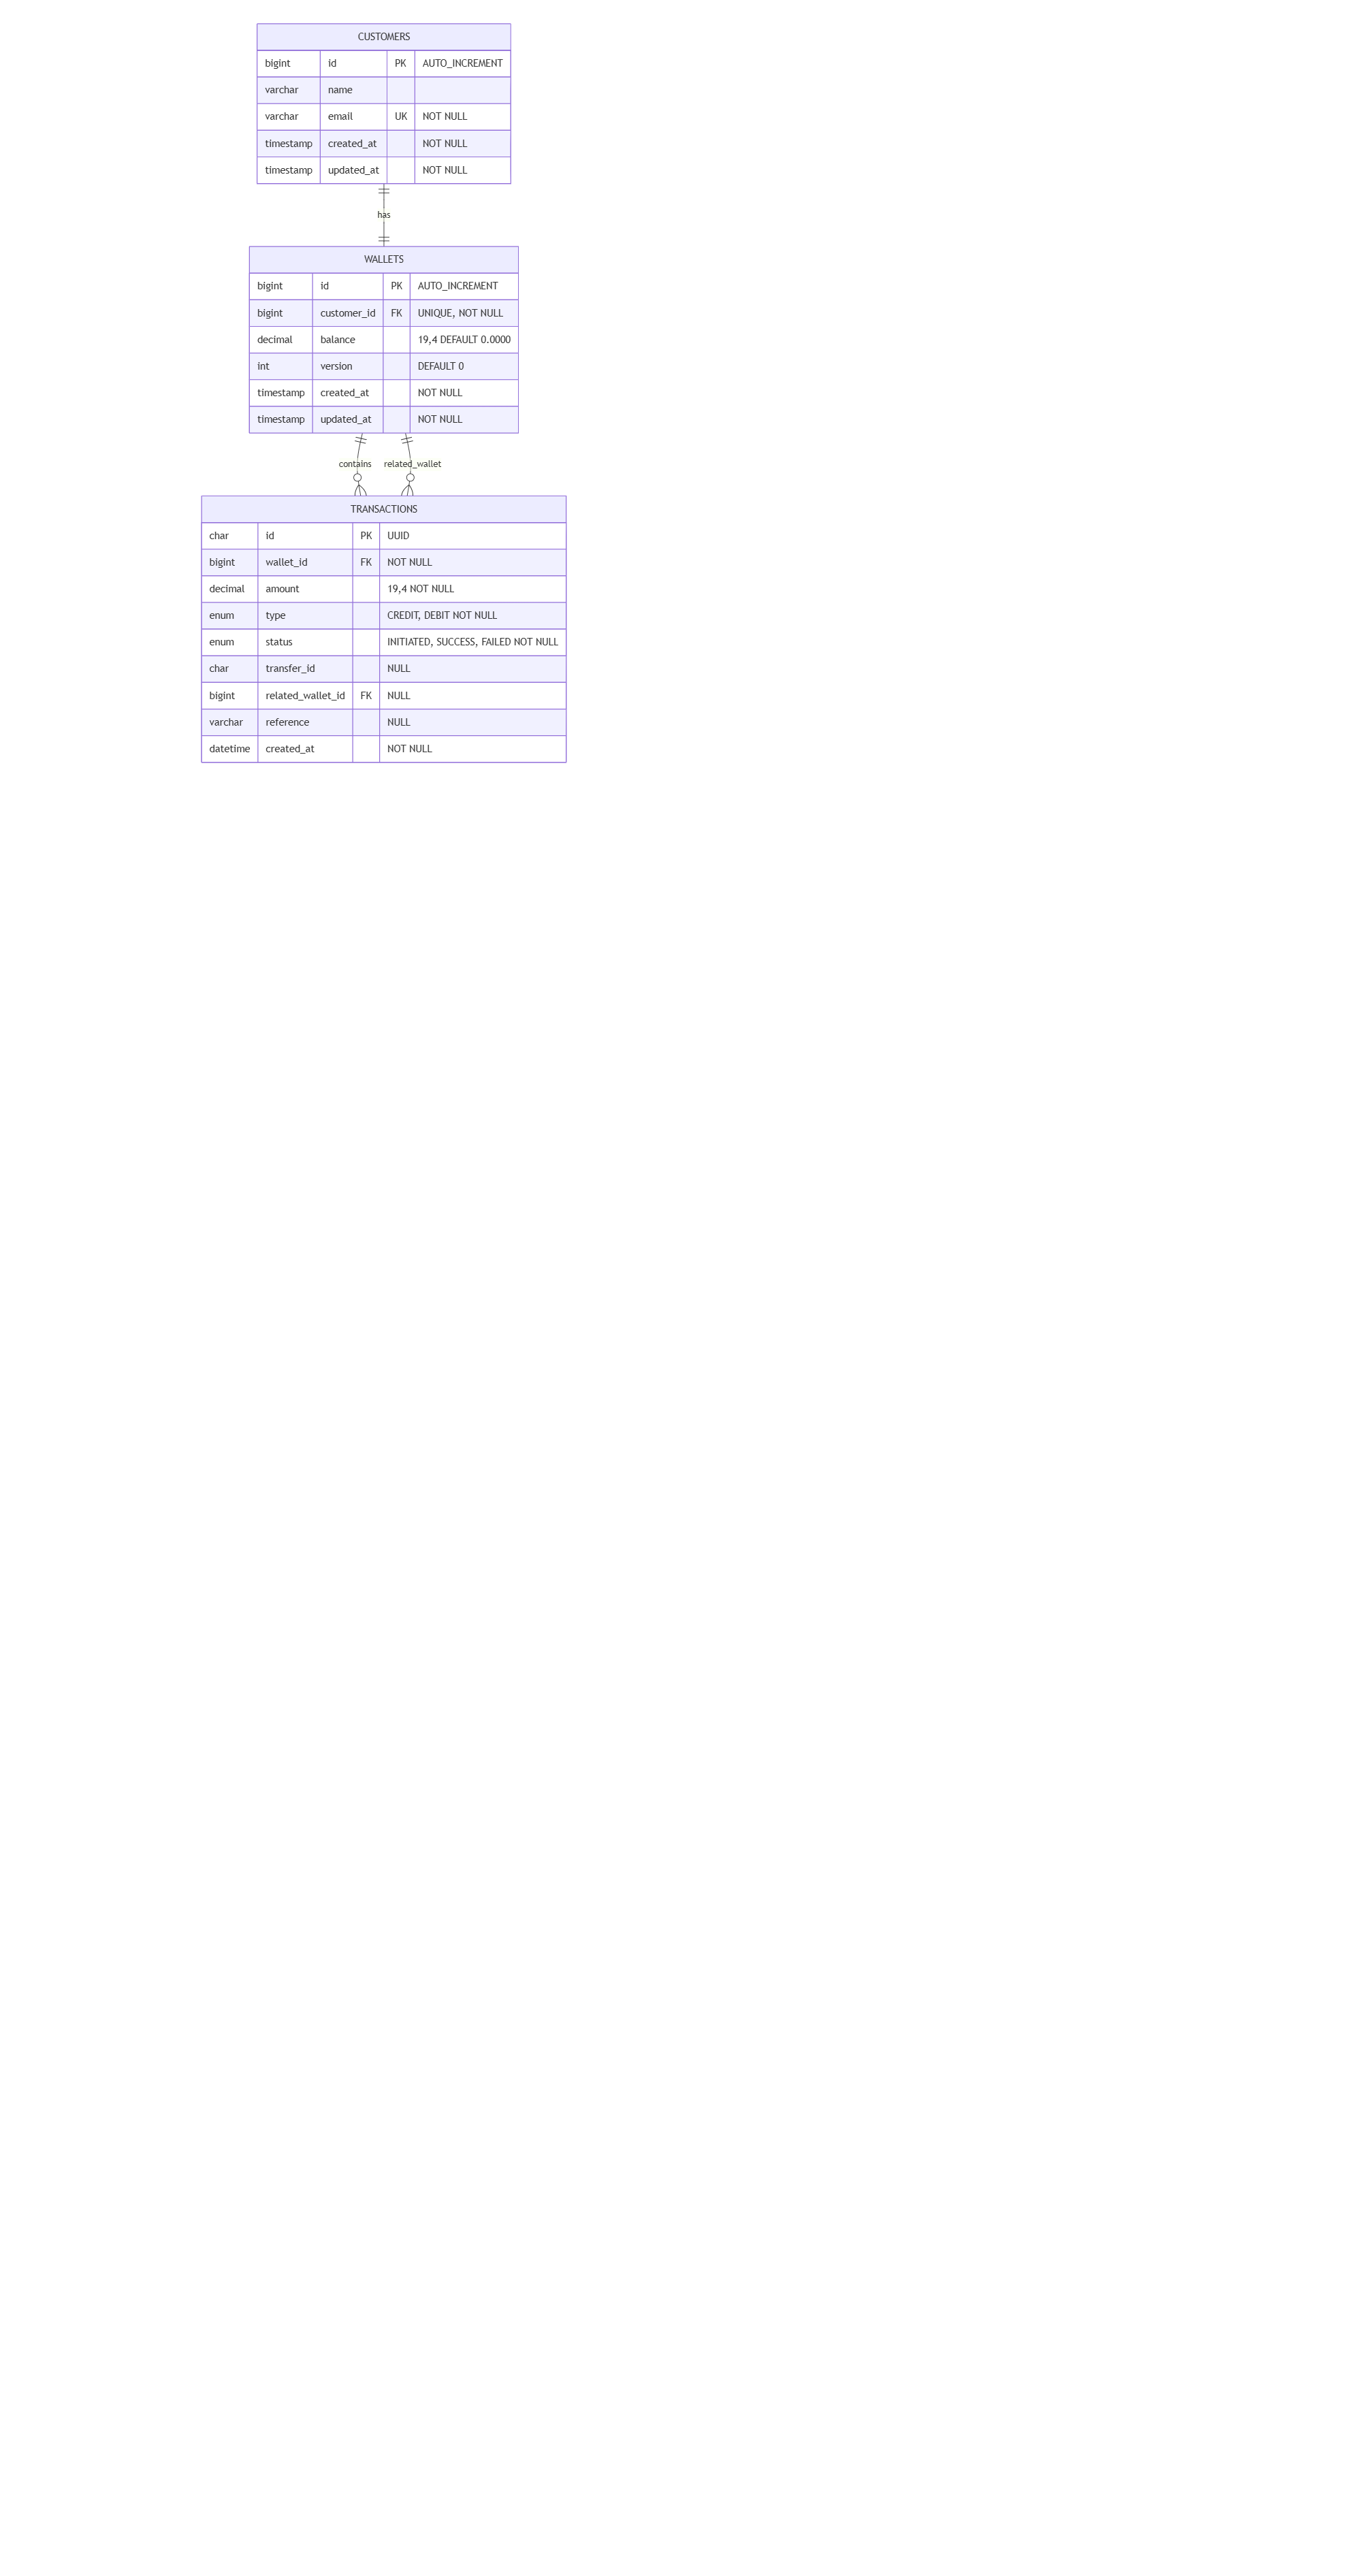 CUSTOMERS
bigint id PK AUTO_INCREMENT
varchar name
varchar email UK NOT NULL
timestamp created_at NOT NULL
timestamp updated_at NOT NULL
has
WALLETS
bigint id PK AUTO_INCREMENT
bigint customer_id FK UNIQUE, NOT NULL
decimal balance 19,4 DEFAULT 0.0000
int version DEFAULT 0
timestamp created_at NOT NULL
timestamp updated_at NOT NULL
contains related_wallet
TRANSACTIONS
char id PK UUID
bigint wallet_id FK NOT NULL
decimal amount 19,4 NOT NULL
enum type CREDIT, DEBIT NOT NULL
enum status INITIATED, SUCCESS, FAILED NOT NULL
char transfer_id NULL
bigint related_wallet_id FK NULL
varchar reference NULL
datetime created_at NOT NULL